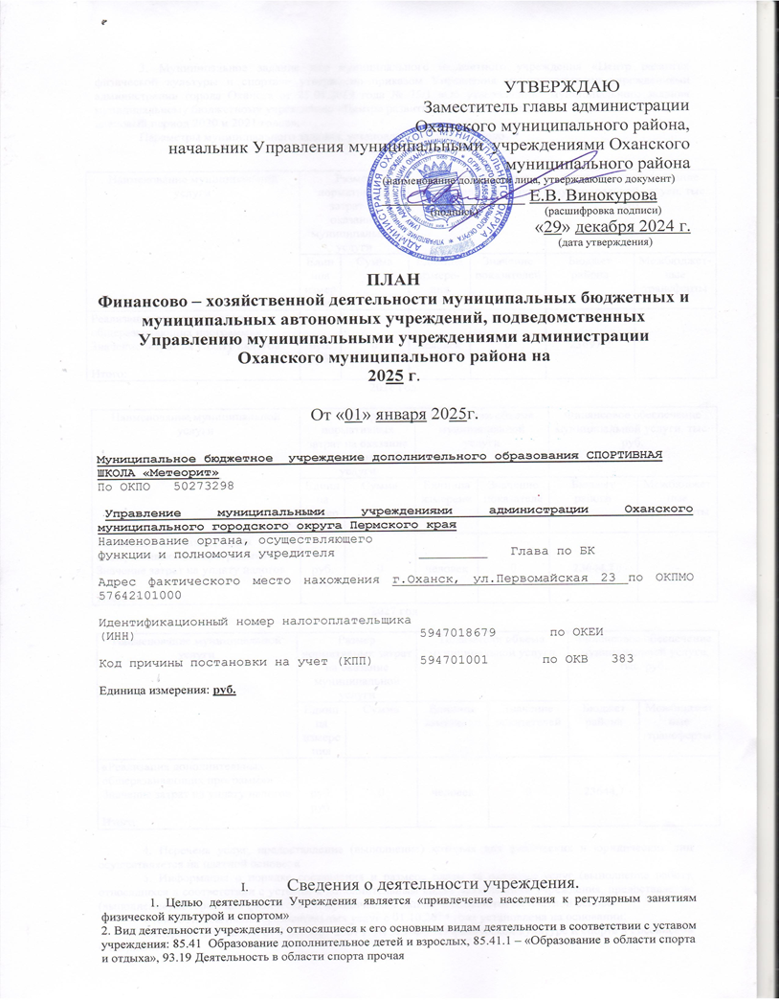 УТВЕРЖДАЮ
Заместитель главы администрации
Оханского муниципального района,
начальник Управления муниципальными учреждениями Оханского
муниципального района
(наименование должности лица, утверждающего документ)
Е.В. Винокурова
(подпись) (расшифровка подписи)
«29» декабря 2024 г.
(дата утверждения)
ПЛАН
Финансово – хозяйственной деятельности муниципальных бюджетных и
муниципальных автономных учреждений, подведомственных
Управлению муниципальными учреждениями администрации
Оханского муниципального района на
2025 г.
От «01» января 2025г.
Муниципальное бюджетное учреждение дополнительного образования СПОРТИВНАЯ
ШКОЛА «Метеорит»
По ОКПО 50273298
Управление муниципальными учреждениями администрации Оханского
муниципального городского округа Пермского края
Наименование органа, осуществляющего
функции и полномочия учредителя __________ Глава по БК
Адрес фактического место нахождения г.Оханск, ул.Первомайская 23 по ОКПМО
57642101000
Идентификационный номер налогоплательщика
(ИНН) 5947018679 по ОКЕИ
Код причины постановки на учет (КПП) 594701001 по ОКВ 383
Единица измерения: руб.
I. Сведения о деятельности учреждения.
1. Целью деятельности Учреждения является «привлечение населения к регулярным занятиям
физической культурой и спортом»
2. Вид деятельности учреждения, относящиеся к его основным видам деятельности в соответствии с уставом
учреждения: 85.41 Образование дополнительное детей и взрослых, 85.41.1 – «Образование в области спорта
и отдыха», 93.19 Деятельность в области спорта прочая